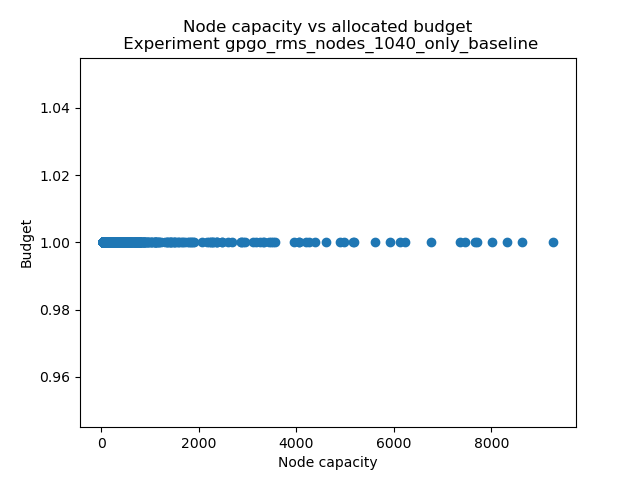 Node capacity vs allocated budget
Experiment gpgo_rms_nodes_1040_only_baseline
1.04
1.02
1.00
0.98
0.96
Budget
0
2000
4000
6000
8000
Node capacity